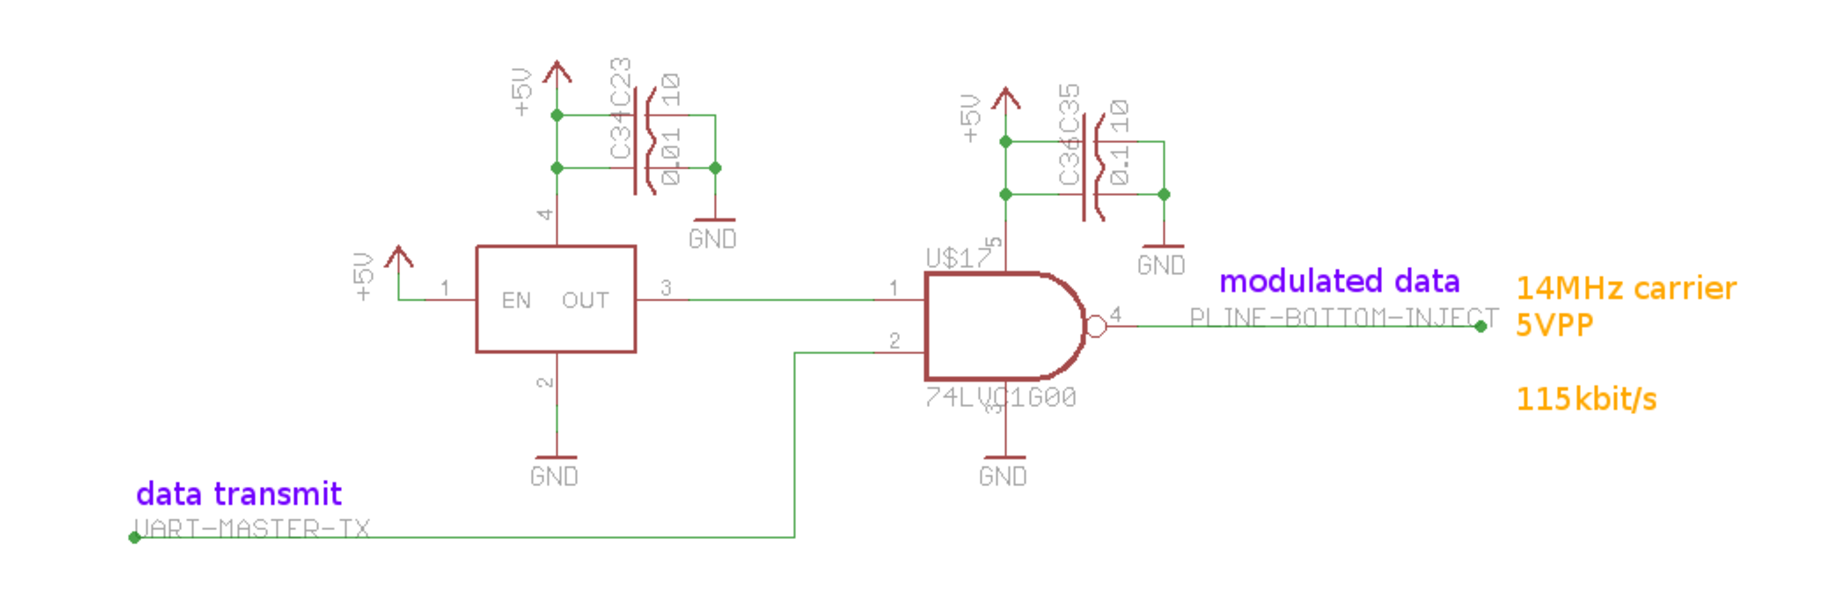 +5V
C23
10
C34
0.01
GND
4
+5V
1
EN
OUT
3
2
GND
data transmit
UART-MASTER-TX
+5V
C35
10
C36
0.1
GND
5
U$17
1
2
4
74LVC1G00
3
GND
modulated data
PLINE-BOTTOM-INJECT
14MHz carrier
5VPP
115kbit/s